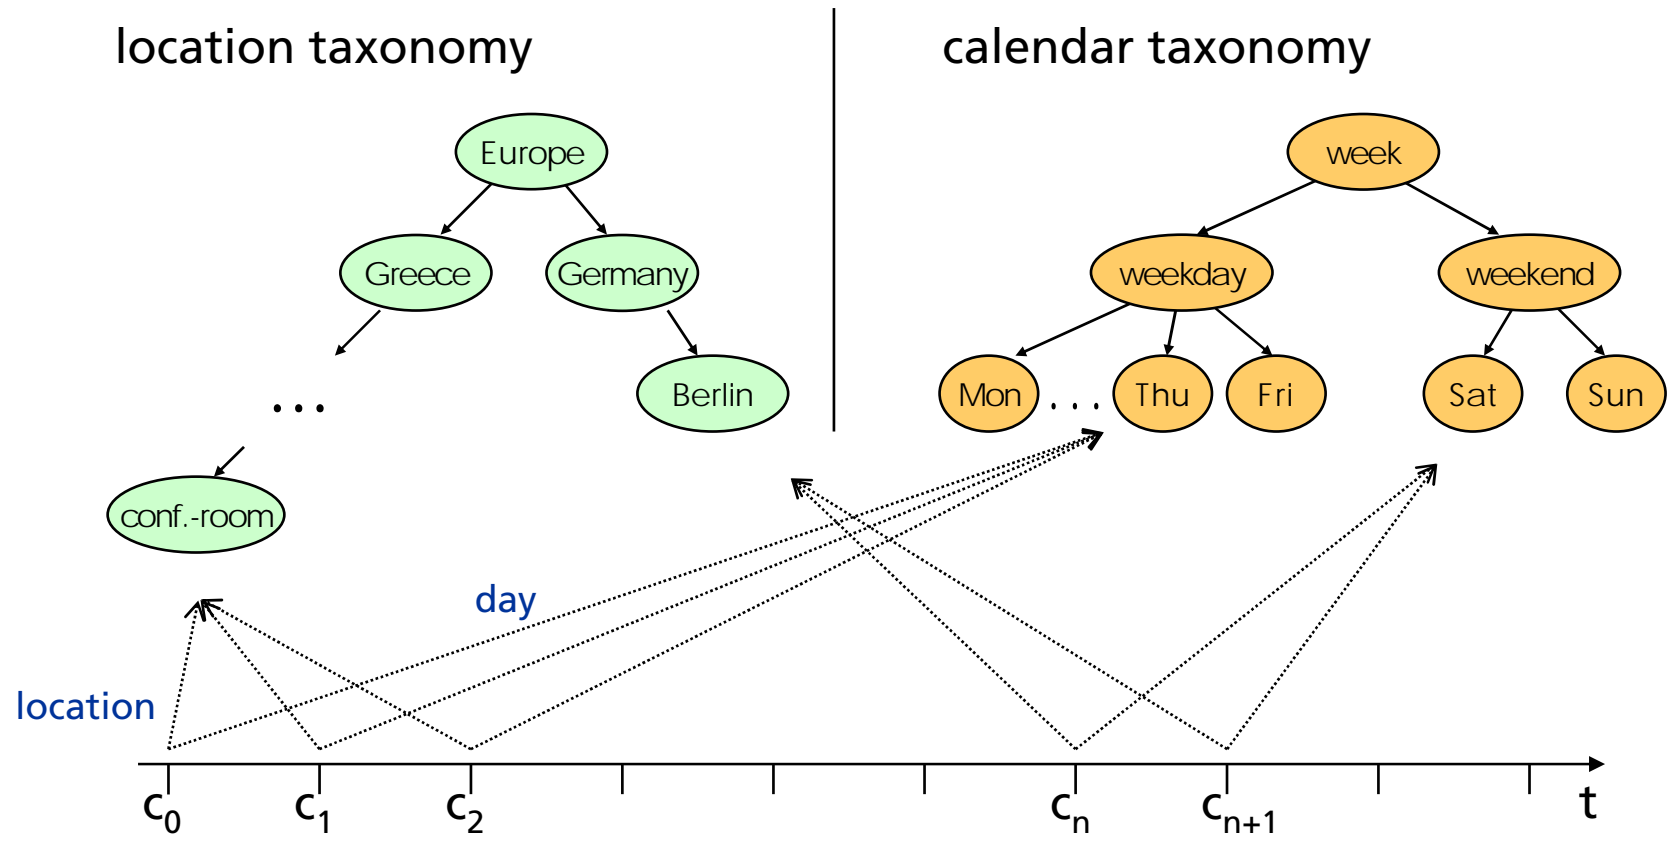 location taxonomy
calendar taxonomy
Europe
week
Greece
Germany
weekday
weekend
...
Berlin
Mon
...
Thu
Fri
Sat
Sun
conf.-room
day
location
c0
c1
c2
cn
cn+1
t